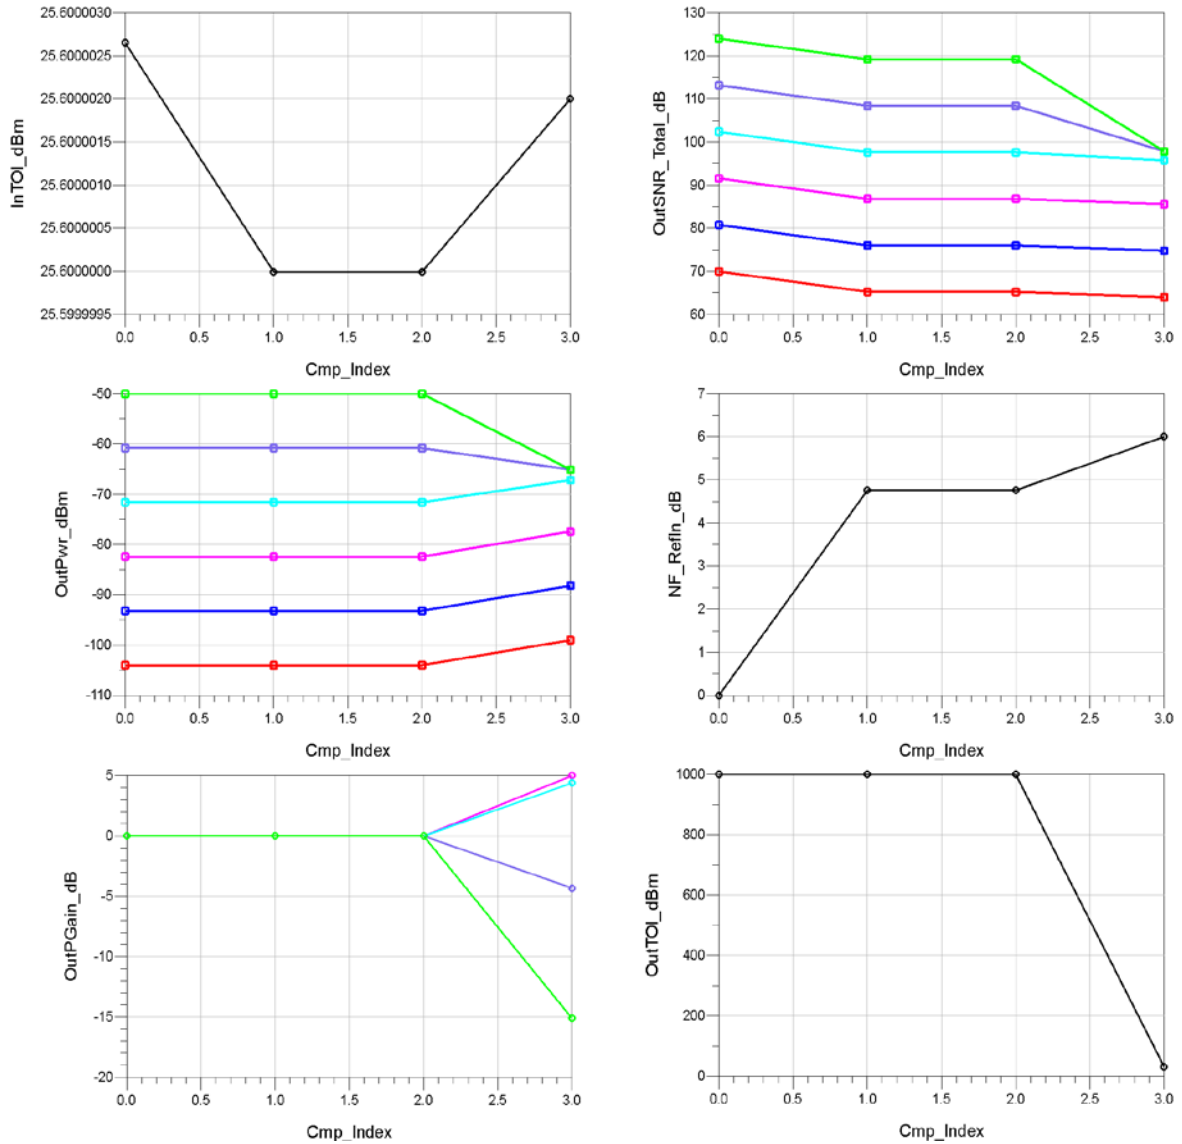 InTOI_dBm
25.6000030
25.6000025
25.6000020
25.6000015
25.6000010
25.6000005
25.6000000
25.5999995
0.0 0.5 1.0 1.5 2.0 2.5 3.0
Cmp_Index
OutSNR_Total_dB
130
120
110
100
90
80
70
60
0.0 0.5 1.0 1.5 2.0 2.5 3.0
Cmp_Index
OutPwr_dBm
-50
-60
-70
-80
-90
-100
-110
0.0 0.5 1.0 1.5 2.0 2.5 3.0
Cmp_Index
NF_RefIn_dB
7
6
5
4
3
2
1
0
0.0 0.5 1.0 1.5 2.0 2.5 3.0
Cmp_Index
OutPGain_dB
5
0
-5
-10
-15
-20
0.0 0.5 1.0 1.5 2.0 2.5 3.0
Cmp_Index
OutTOI_dBm
1000
800
600
400
200
0
0.0 0.5 1.0 1.5 2.0 2.5 3.0
Cmp_Index